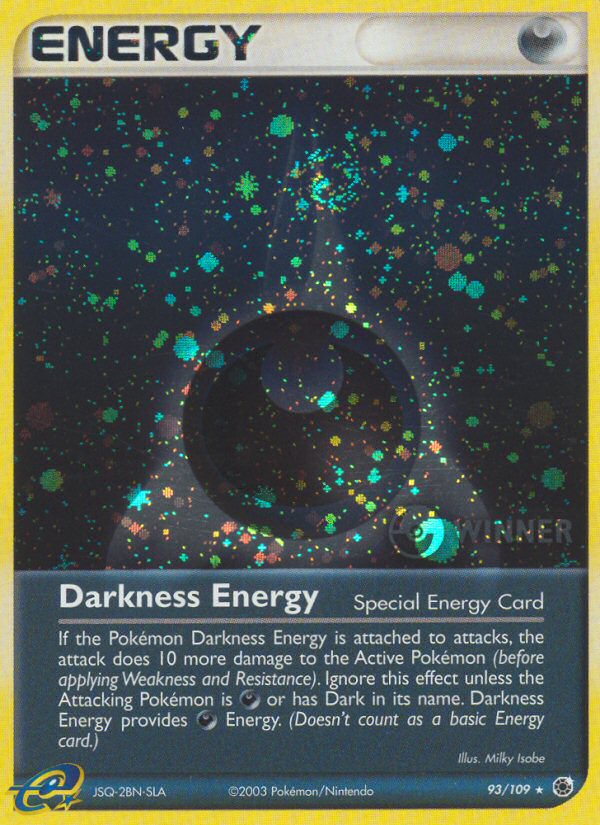 ENERGY
WINNER
Darkness Energy Special Energy Card
If the Pokémon Darkness Energy is attached to attacks, the
attack does 10 more damage to the Active Pokémon (before
applying Weakness and Resistance). Ignore this effect unless the
Attacking Pokémon is or has Dark in its name. Darkness
Energy provides Energy. (Doesn't count as a basic Energy
card.)
Illus. Milky Isobe
e JSQ-2BN-SLA ©2003 Pokémon/Nintendo 93/109 ★